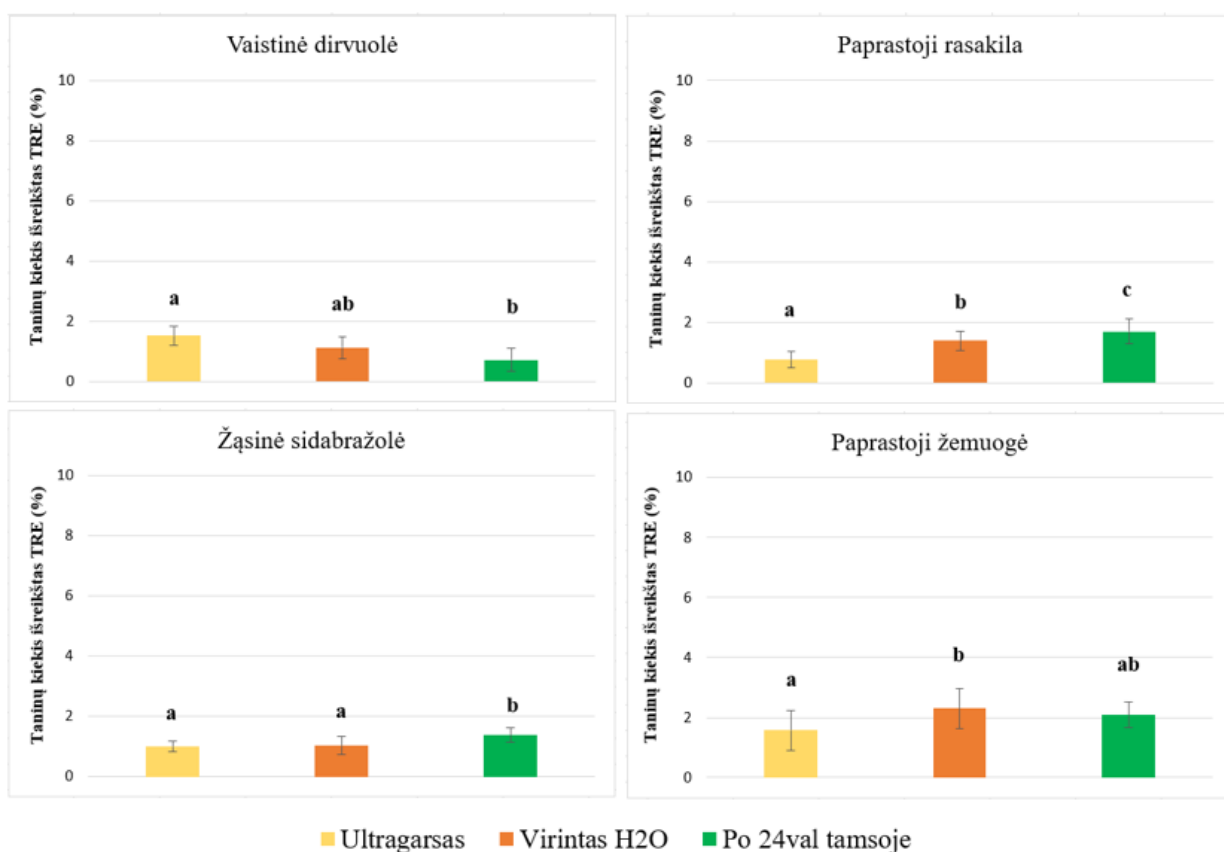 Vaistinė dirvuolė
Taninų kiekis išreikštas TRE (%)
10
8
6
4
2
0
a
ab
b
Paprastoji rasakila
Taninų kiekis išreikštas TRE (%)
10
8
6
4
2
0
a
b
c
Žąsinė sidabražolė
Taninų kiekis išreikštas TRE (%)
10
8
6
4
2
0
a
a
b
Paprastoji žemuogė
Taninų kiekis išreikštas TRE (%)
10
8
6
4
2
0
a
b
ab
Ultragarsas Virintas H2O Po 24val tamsoje